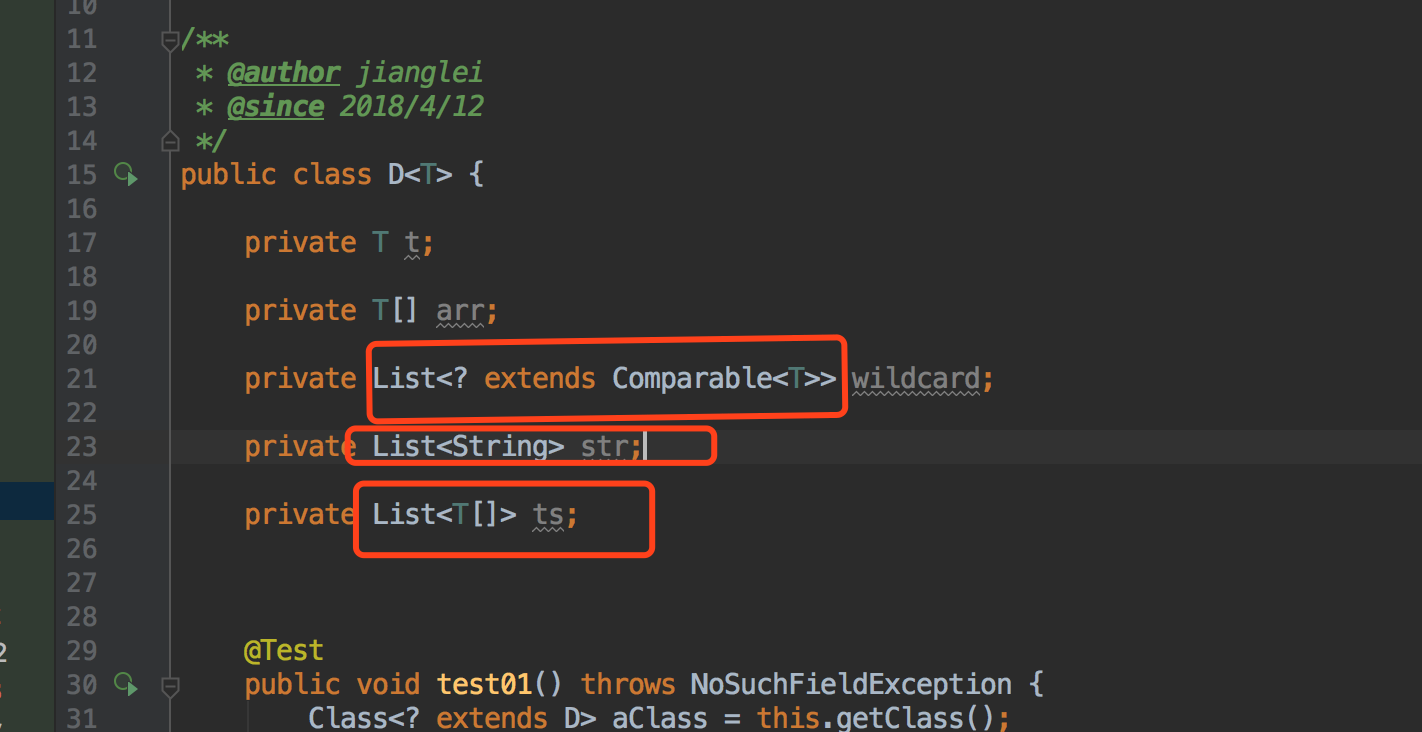 10
11 /**
12 * @author jianglei
13 * @since 2018/4/12
14 */
15 public class D<T> {
16
17 private T t;
18
19 private T[] arr;
20
21 private List<? extends Comparable<T>> wildcard;
22
23 private List<String> str;
24
25 private List<T[]> ts;
26
27
28
2 29 @Test
30 public void test01() throws NoSuchFieldException {
31 Class<? extends D> aClass = this.getClass();